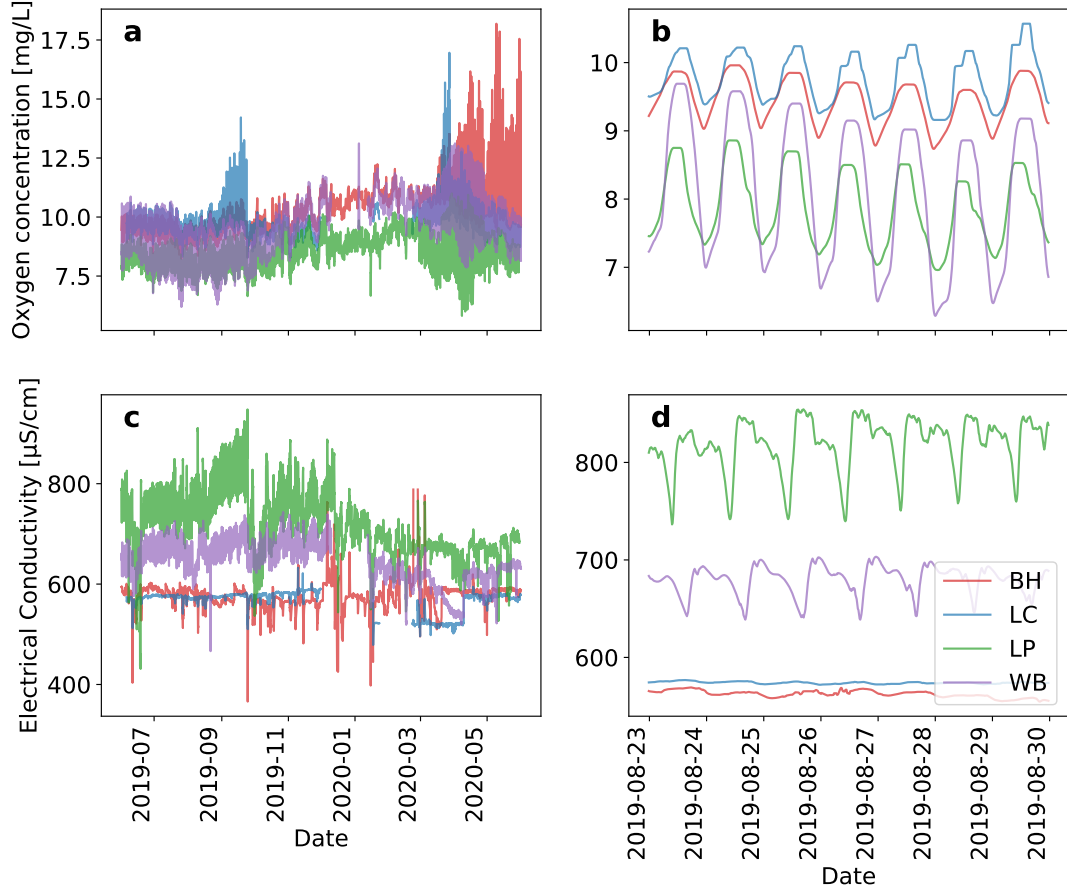 a
b
Oxygen concentration [mg/L]
17.5
15.0
12.5
10.0
7.5
10
9
8
7
c
d
Electrical Conductivity [µS/cm]
800
600
400
800
700
600
BH
LC
LP
WB
2019-07
2019-09
2019-11
2020-01
2020-03
2020-05
Date
2019-08-23
2019-08-24
2019-08-25
2019-08-26
2019-08-27
2019-08-28
2019-08-29
2019-08-30
Date